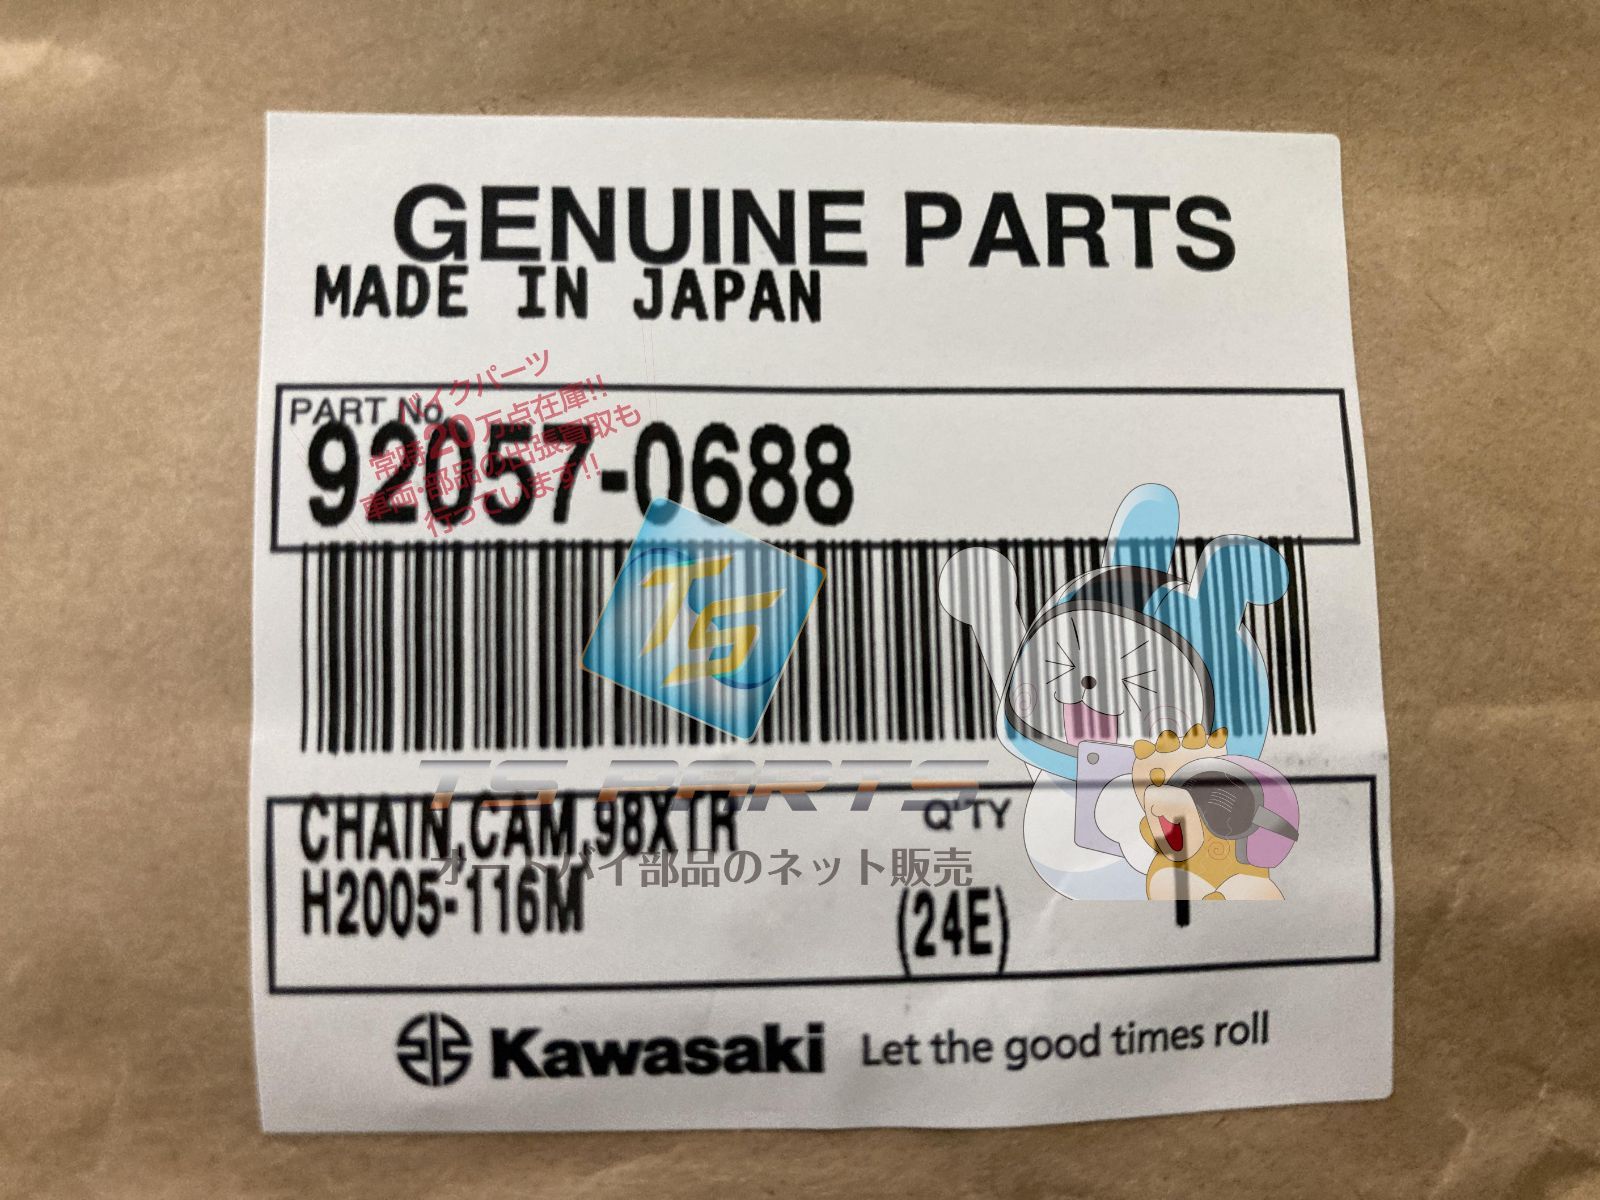 GENUINE PARTS
MADE IN JAPAN
PART No.
92057-0688
バイクパーツ
常時20万点在庫!!
車両・部品の出張買取も
行っています!!
TS
TS PARTS
オートバイ部品のネット販売
CHAIN,CAM,98XTR
Q'TY
H2005-116M
(24E)
1
Kawasaki
Let the good times roll